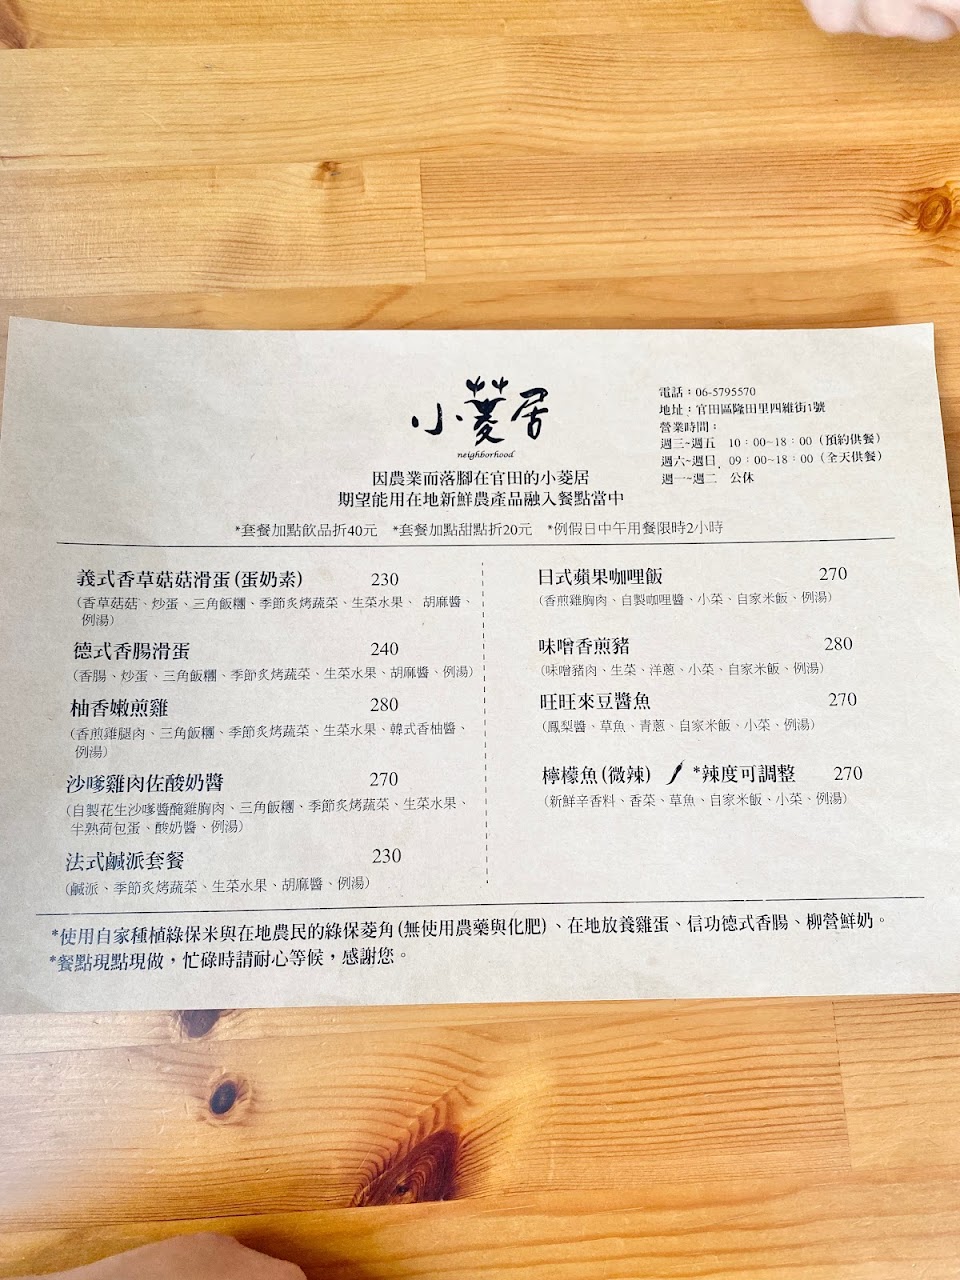 小菱居
neighborhood
因農業而落腳在官田的小菱居
期望能用在地新鮮農產品融入餐點當中
電話：06-5795570
地址：官田區隆田里四維街1號
營業時間：
週三~週五 10：00~18：00（預約供餐）
週六~週日 09：00~18：00（全天供餐）
週一~週二 公休
*套餐加點飲品折40元 *套餐加點甜點折20元 *例假日中午用餐限時2小時
義式香草菇菇滑蛋(蛋奶素) 230
（香草菇菇、炒蛋、三角飯糰、季節炙烤蔬菜、生菜水果、 胡麻醬、
例湯）
德式香腸滑蛋 240
（香腸、炒蛋、三角飯糰、季節炙烤蔬菜、生菜水果、胡麻醬、例湯）
柚香嫩煎雞 280
（香煎雞腿肉、三角飯糰、季節炙烤蔬菜、生菜水果、韓式香柚醬、
例湯）
沙嗲雞肉佐酸奶醬 270
（自製花生沙嗲醬醃雞胸肉、三角飯糰、季節炙烤蔬菜、生菜水果、
半熟荷包蛋、酸奶醬、例湯）
法式鹹派套餐 230
（鹹派、季節炙烤蔬菜、生菜水果、胡麻醬、例湯）
日式蘋果咖哩飯 270
（香煎雞胸肉、自製咖哩醬、小菜、自家米飯、例湯）
味噌香煎豬 280
（味噌豬肉、生菜、洋蔥、小菜、自家米飯、例湯）
旺旺來豆醬魚 270
（鳳梨醬、草魚、青蔥、自家米飯、小菜、例湯）
檸檬魚(微辣) *辣度可調整 270
（新鮮辛香料、香菜、草魚、自家米飯、小菜、例湯）
*使用自家種植綠保米與在地農民的綠保菱角(無使用農藥與化肥)、在地放養雞蛋、信功德式香腸、柳營鮮奶。
*餐點現點現做，忙碌時請耐心等候，感謝您。